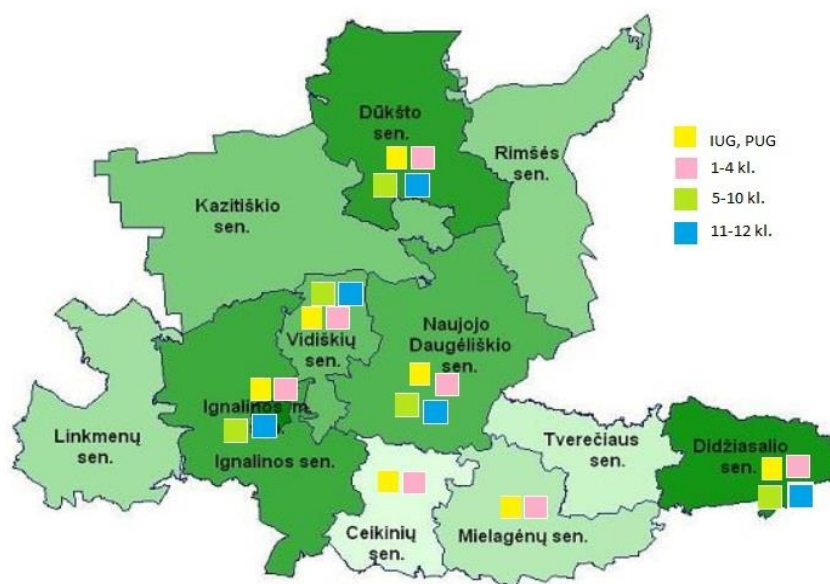 Dūkšto
sen.
Rimšės
sen.
IUG, PUG
1-4 kl.
5-10 kl.
11-12 kl.
Kazitiškio
sen.
Vidiškių
sen.
Naujojo
Daugėliškio
sen.
Ignalinos m.
Ignalinos sen.
Linkmenų
sen.
Tverečiaus
sen.
Didžiasalio
sen.
Ceikinių
sen.
Mielagėnų sen.